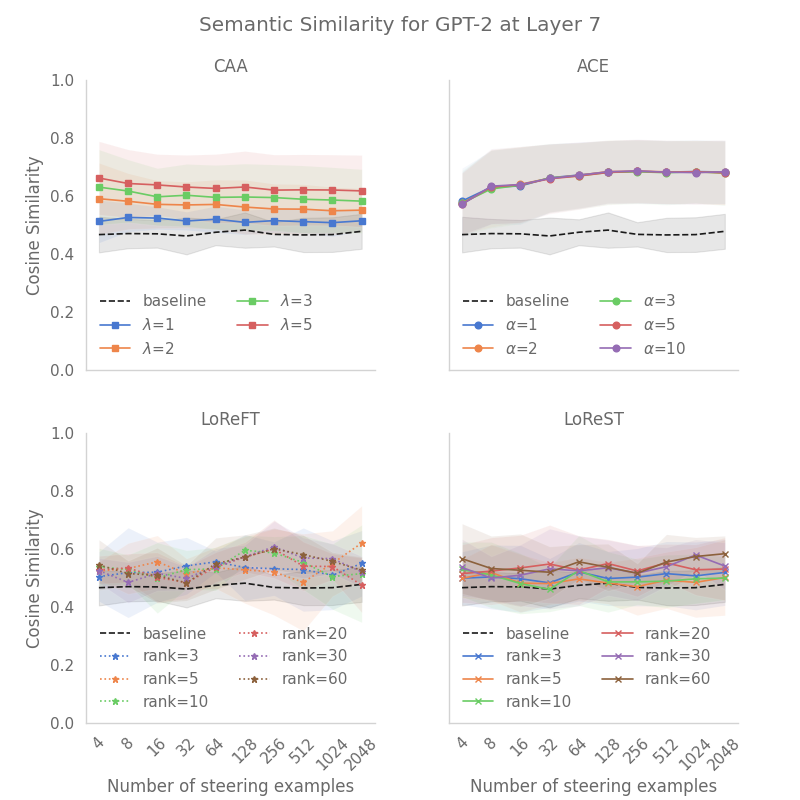 Semantic Similarity for GPT-2 at Layer 7
CAA
ACE
Cosine Similarity
1.0
0.8
0.6
0.4
0.2
0.0
baseline
λ=1
λ=2
λ=3
λ=5
baseline
α=1
α=2
α=3
α=5
α=10
LoReFT
LoReST
Cosine Similarity
1.0
0.8
0.6
0.4
0.2
0.0
baseline
rank=3
rank=5
rank=10
rank=20
rank=30
rank=60
baseline
rank=3
rank=5
rank=10
rank=20
rank=30
rank=60
4 8 16 32 64 128 256 512 1024 2048
4 8 16 32 64 128 256 512 1024 2048
Number of steering examples
Number of steering examples